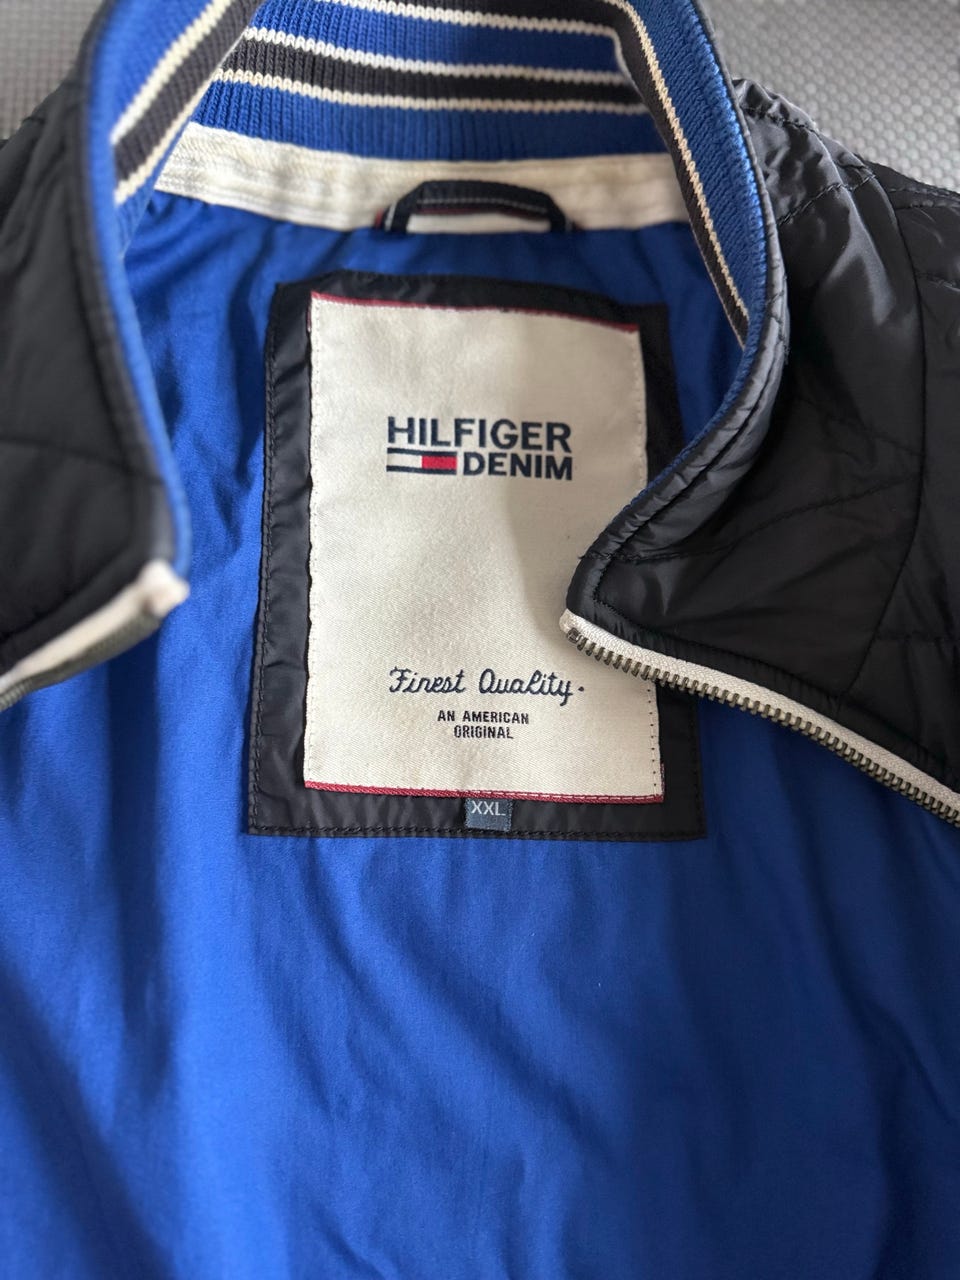 HILFIGER
DENIM
Finest Quality.
AN AMERICAN
ORIGINAL
XXL